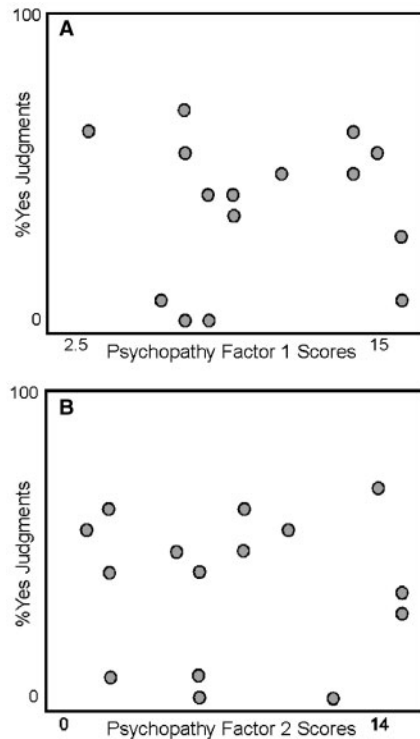 100
A
%Yes Judgments
0
2.5
15
Psychopathy Factor 1 Scores
100
B
%Yes Judgments
0
0
14
Psychopathy Factor 2 Scores